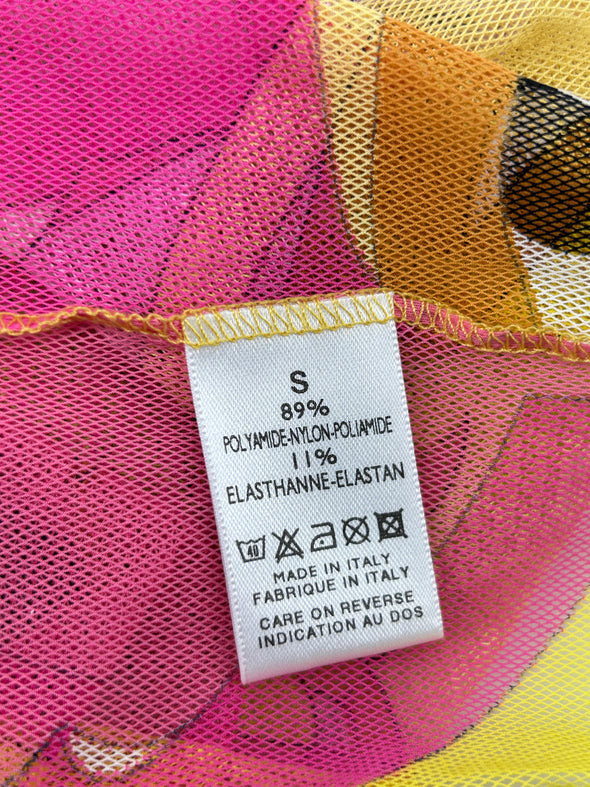 S
89%
POLYAMIDE-NYLON-POLIAMIDE
11%
ELASTHANNE-ELASTAN
40
MADE IN ITALY
FABRIQUE IN ITALY
CARE ON REVERSE
INDICATION AU DOS